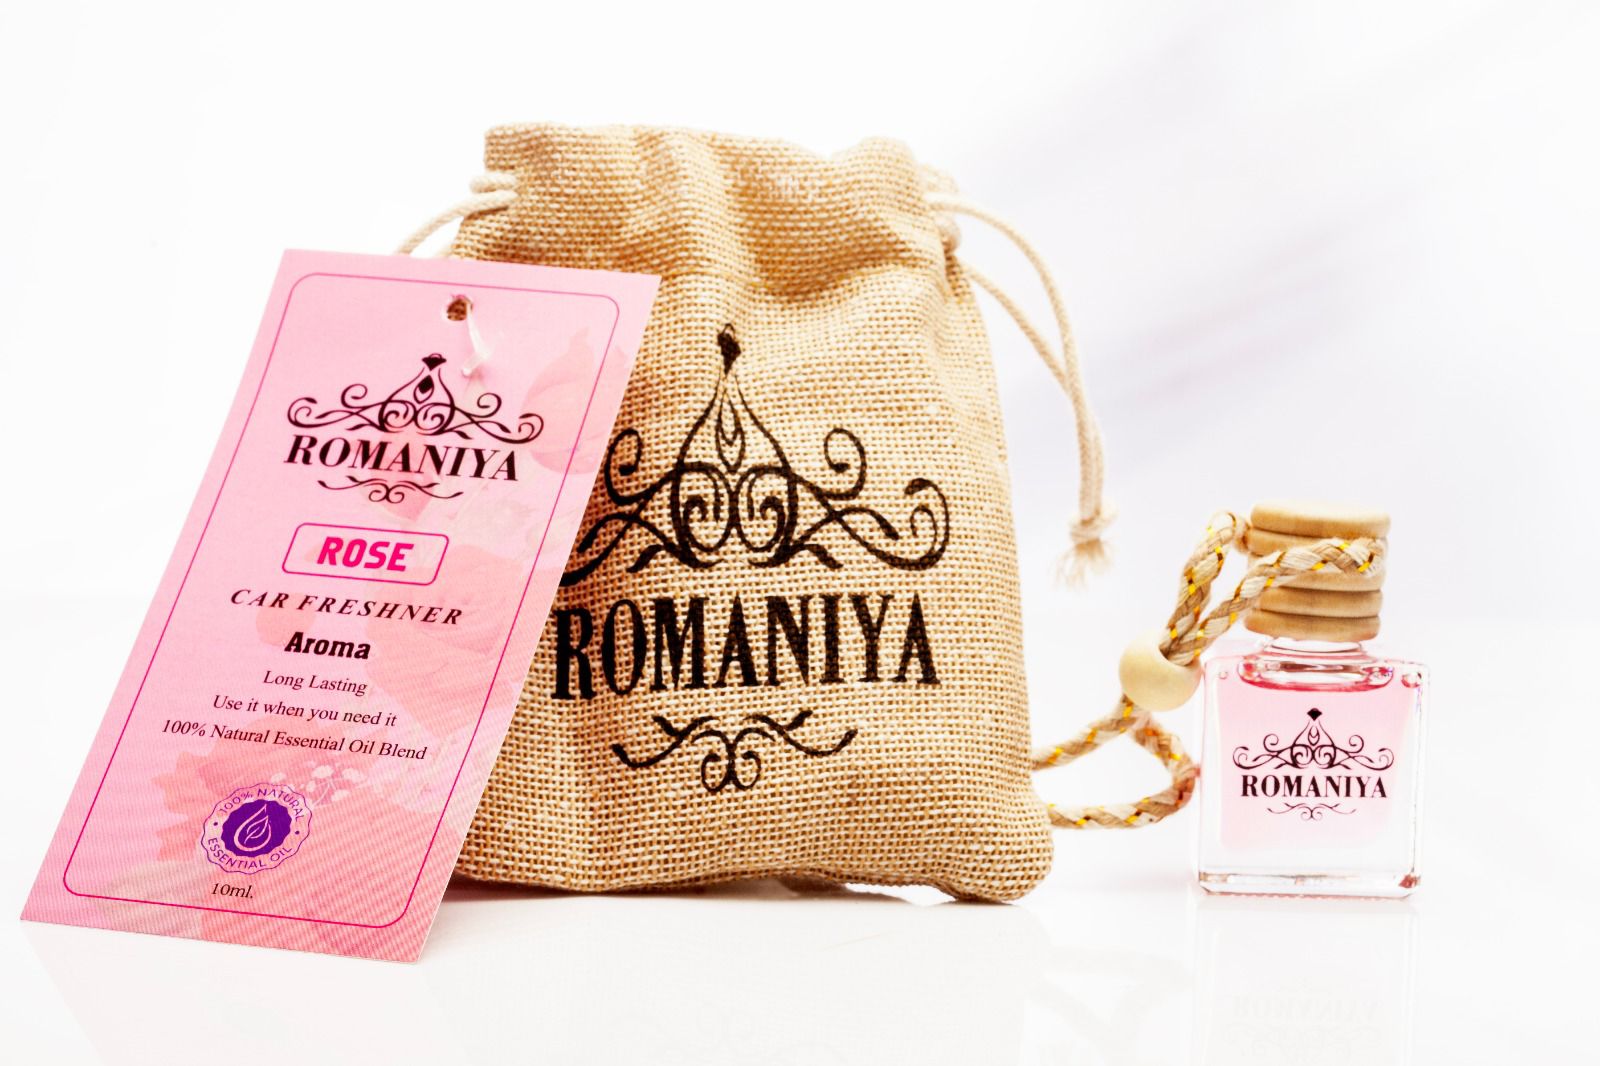 ROMANIYA
ROSE
CAR FRESHNER
Aroma
Long Lasting
Use it when you need it
100% Natural Essential Oil Blend
100% NATURAL
ESSENTIAL OIL
10ml.
ROMANIYA
ROMANIYA